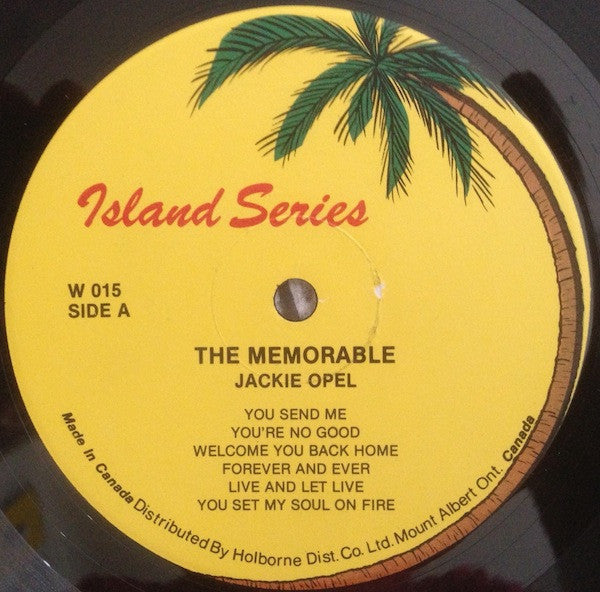 Island Series
W 015
SIDE A
THE MEMORABLE
JACKIE OPEL
YOU SEND ME
YOU'RE NO GOOD
WELCOME YOU BACK HOME
FOREVER AND EVER
LIVE AND LET LIVE
YOU SET MY SOUL ON FIRE
Made In Canada Distributed By Holborne Dist. Co. Ltd. Mount Albert Ont. Canada